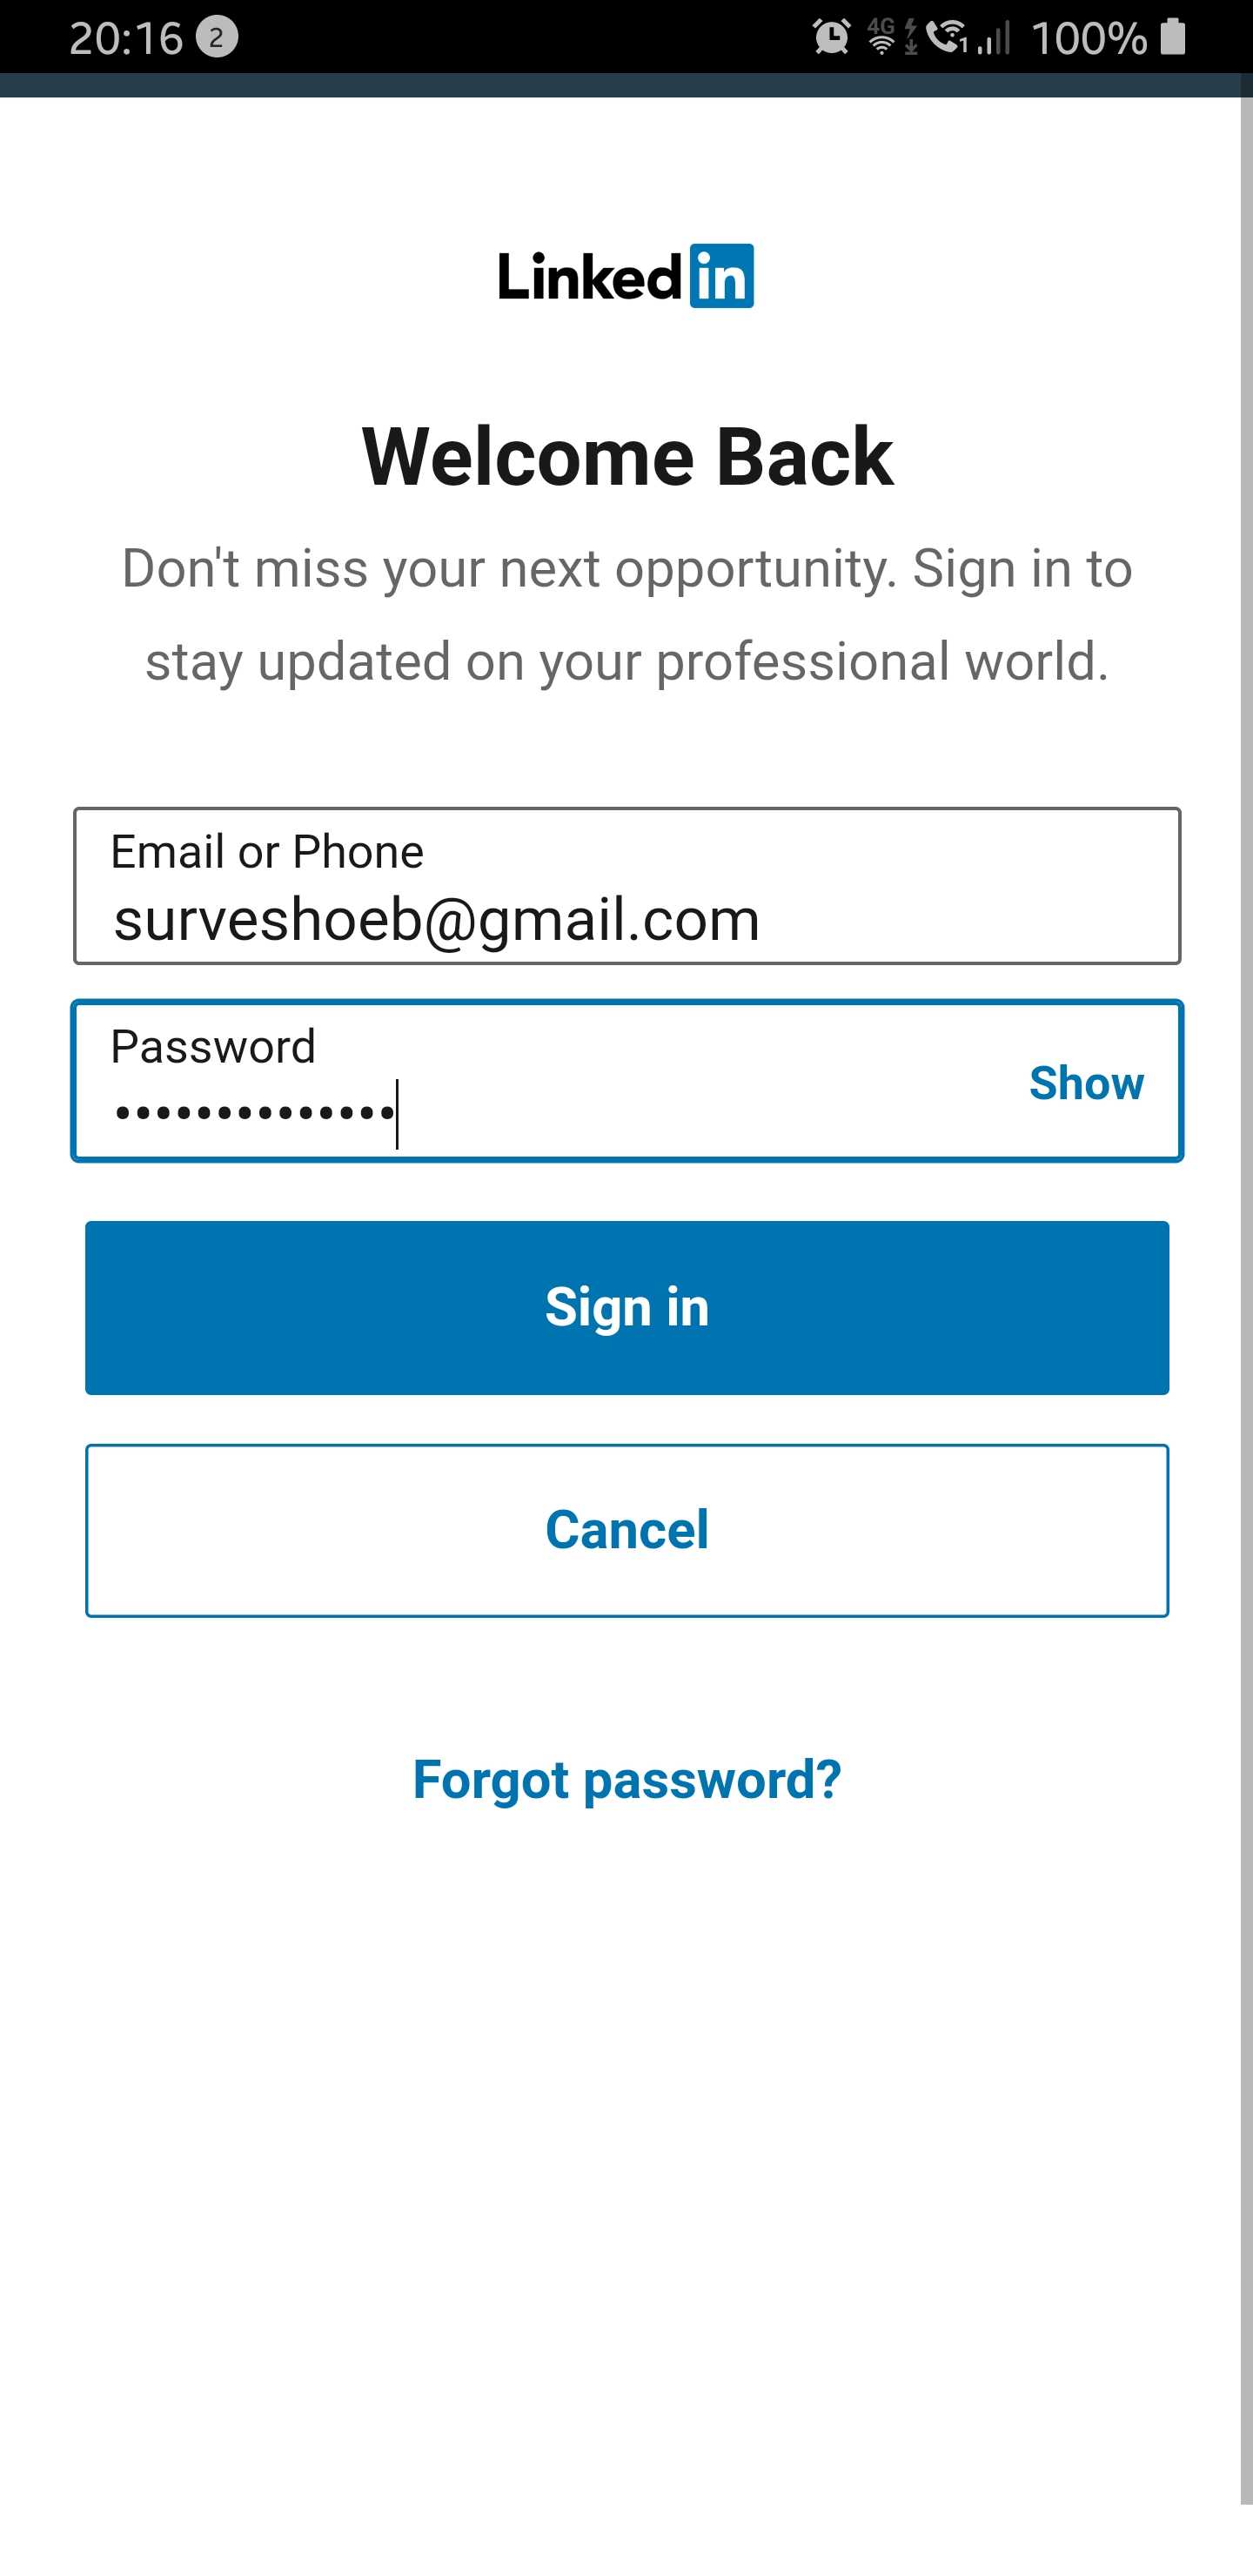 20:16 2 4G 1 100%
Linkedin
Welcome Back
Don't miss your next opportunity. Sign in to
stay updated on your professional world.
Email or Phone
surveshoeb@gmail.com
Password
••••••••••••••
Show
Sign in
Cancel
Forgot password?